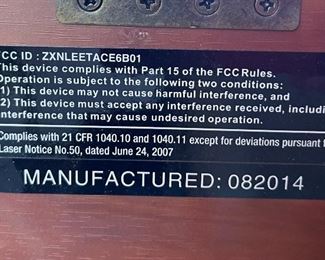 FCC ID : ZXNLEETACE6B01
This device complies with Part 15 of the FCC Rules.
Operation is subject to the following two conditions:
1) This device may not cause harmful interference, and
2) This device must accept any interference received, includi
interference that may cause undesired operation.
Complies with 21 CFR 1040.10 and 1040.11 except for deviations pursuant t
Laser Notice No.50, dated June 24, 2007
MANUFACTURED: 082014